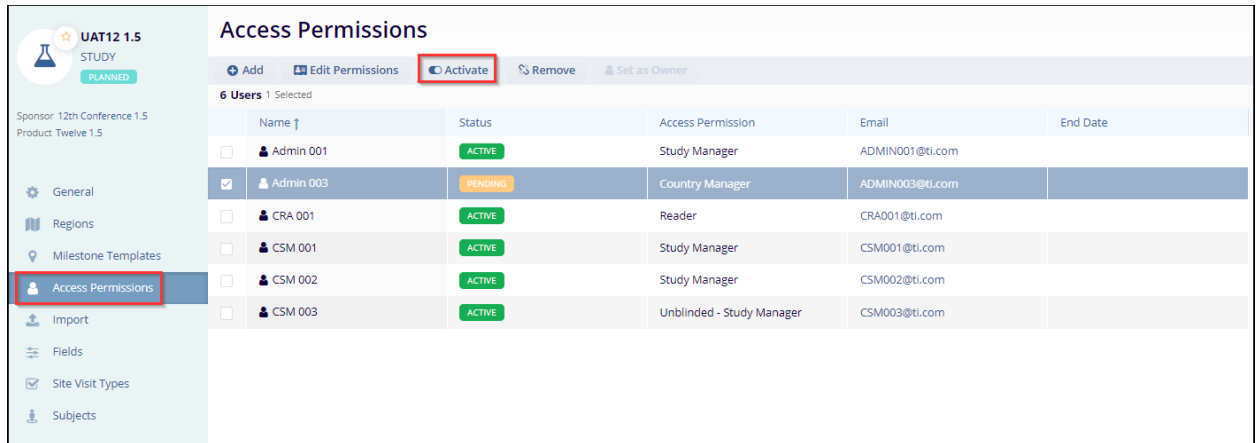 UAT12 1.5
STUDY
PLANNED
Sponsor 12th Conference 1.5
Product Twelve 1.5
General
Regions
Milestone Templates
Access Permissions
Import
Fields
Site Visit Types
Subjects
Access Permissions
Add Edit Permissions Activate Remove Set as Owner
6 Users 1 Selected
Name Status Access Permission Email End Date
Admin 001 ACTIVE Study Manager ADMIN001@ti.com
Admin 003 PENDING Country Manager ADMIN003@ti.com
CRA 001 ACTIVE Reader CRA001@ti.com
CSM 001 ACTIVE Study Manager CSM001@ti.com
CSM 002 ACTIVE Study Manager CSM002@ti.com
CSM 003 ACTIVE Unblinded - Study Manager CSM003@ti.com